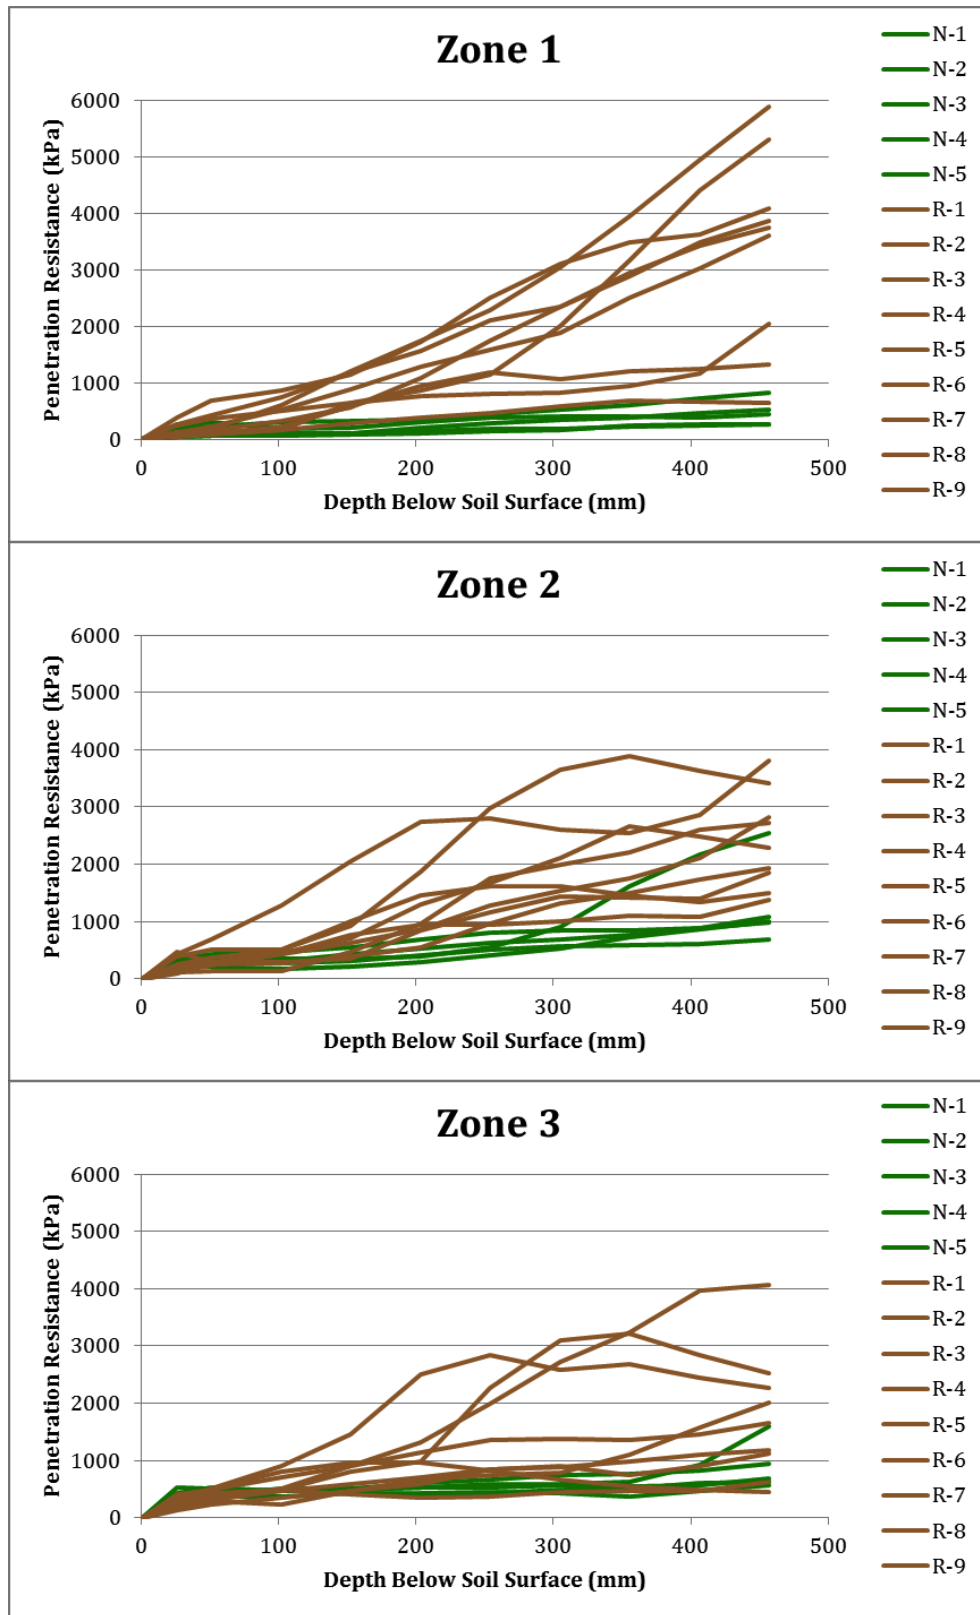 Zone 1
Penetration Resistance (kPa)
6000
5000
4000
3000
2000
1000
0
0 100 200 300 400 500
Depth Below Soil Surface (mm)
N-1
N-2
N-3
N-4
N-5
R-1
R-2
R-3
R-4
R-5
R-6
R-7
R-8
R-9
Zone 2
Penetration Resistance (kPa)
6000
5000
4000
3000
2000
1000
0
0 100 200 300 400 500
Depth Below Soil Surface (mm)
N-1
N-2
N-3
N-4
N-5
R-1
R-2
R-3
R-4
R-5
R-6
R-7
R-8
R-9
Zone 3
Penetration Resistance (kPa)
6000
5000
4000
3000
2000
1000
0
0 100 200 300 400 500
Depth Below Soil Surface (mm)
N-1
N-2
N-3
N-4
N-5
R-1
R-2
R-3
R-4
R-5
R-6
R-7
R-8
R-9